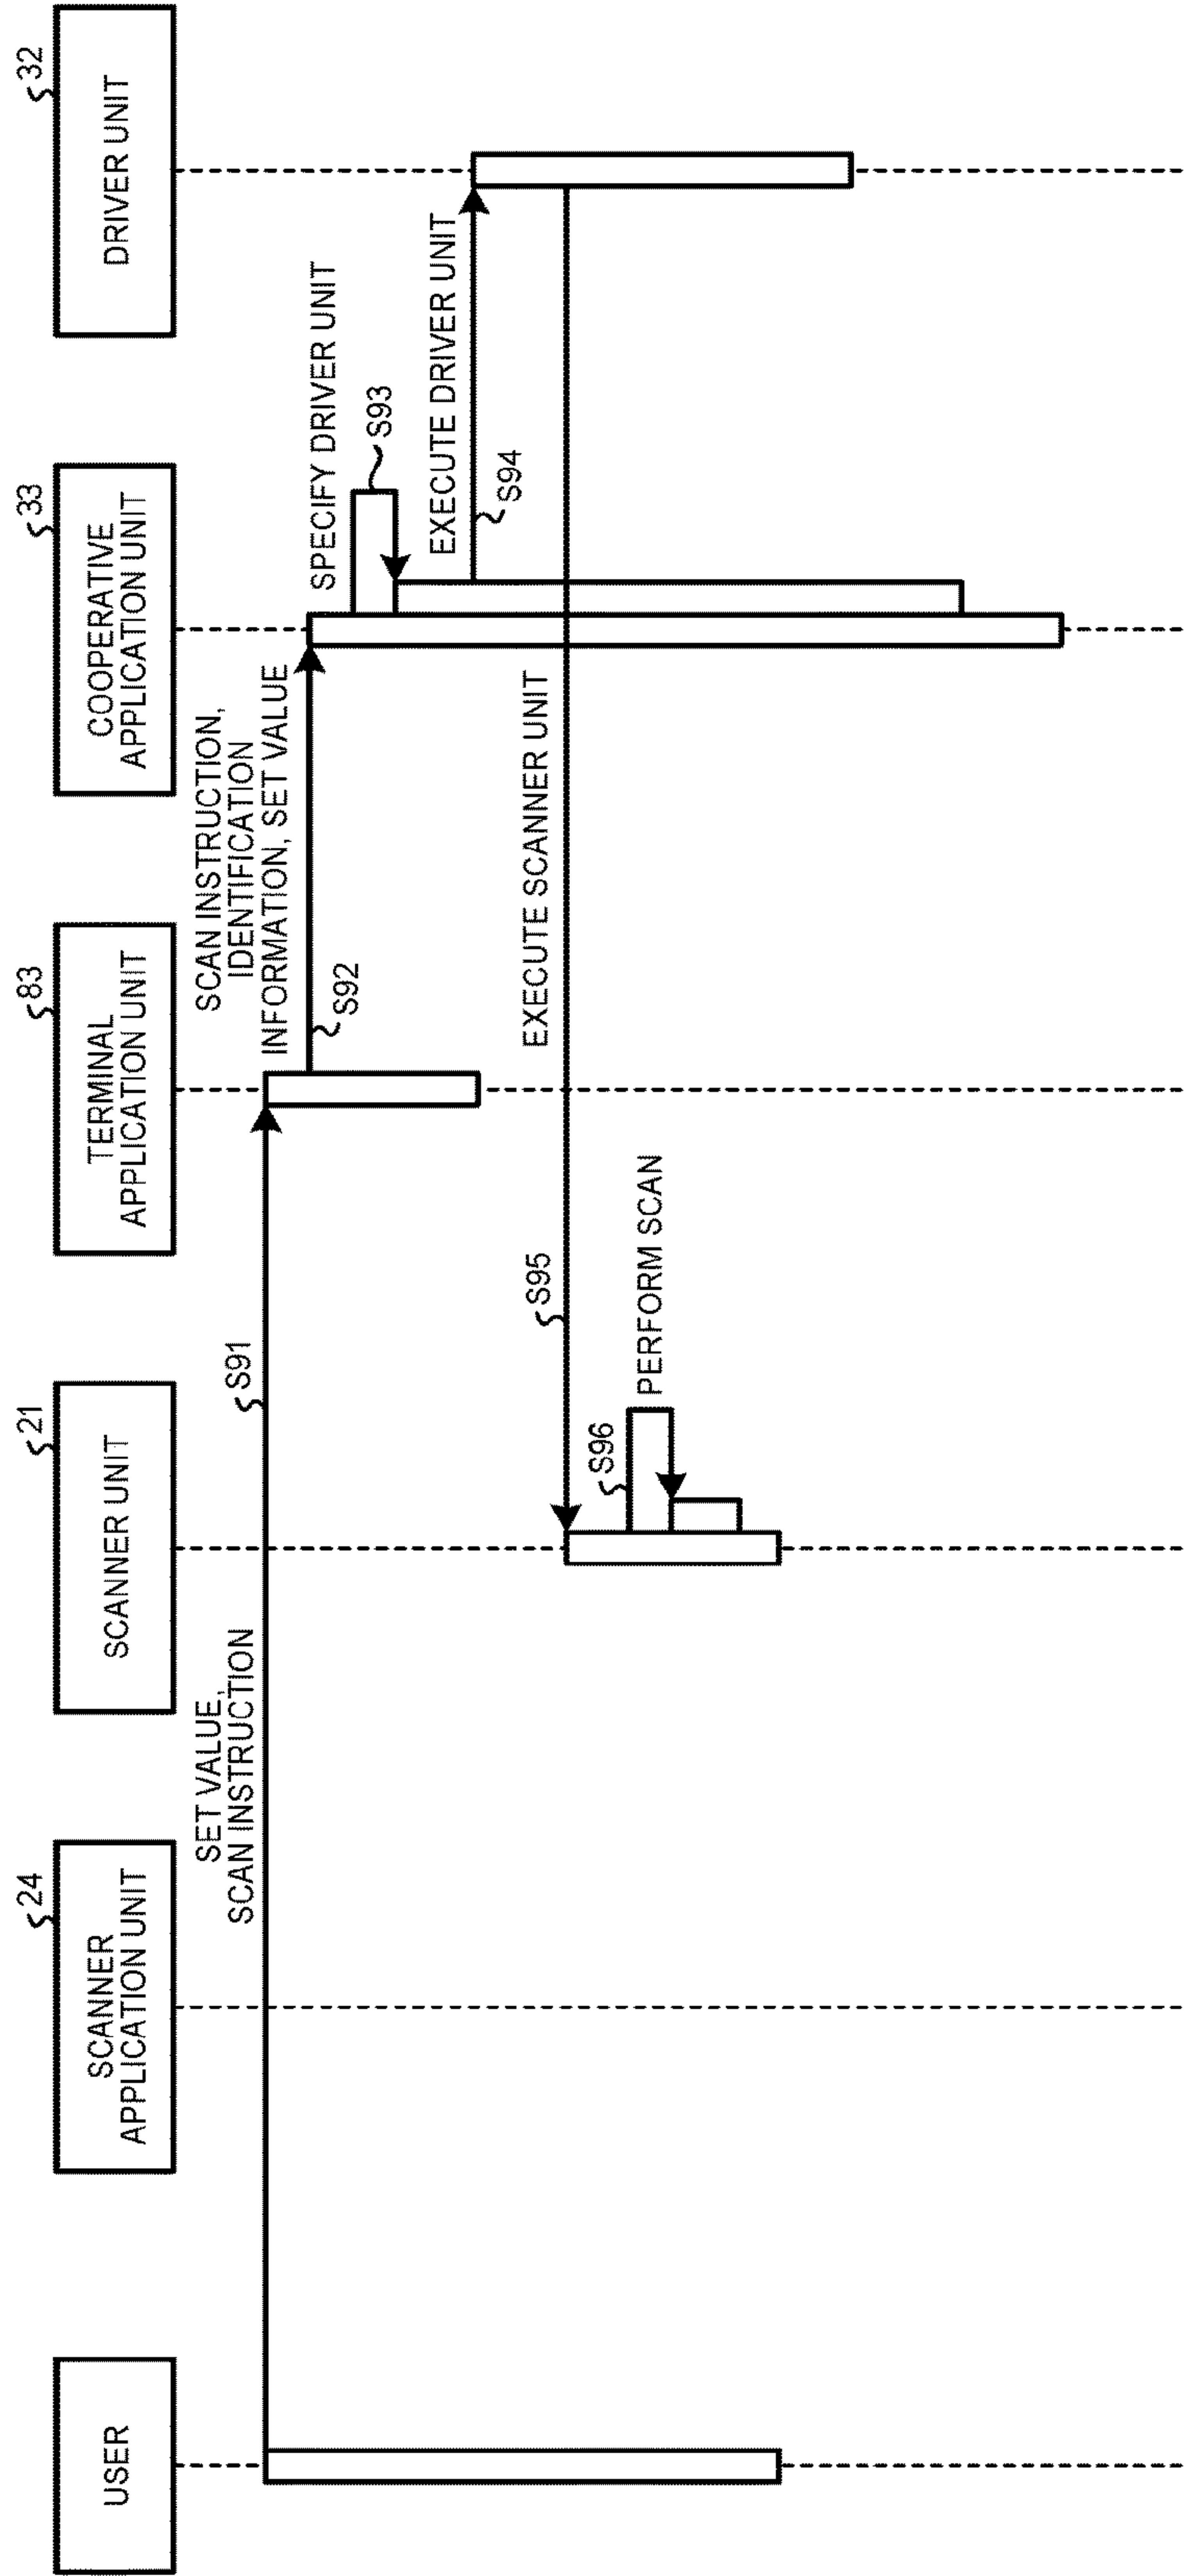 USER
24
SCANNER
APPLICATION UNIT
21
SCANNER UNIT
83
TERMINAL
APPLICATION UNIT
33
COOPERATIVE
APPLICATION UNIT
32
DRIVER UNIT
SET VALUE,
SCAN INSTRUCTION
S91
SCAN INSTRUCTION,
IDENTIFICATION
INFORMATION, SET VALUE
S92
SPECIFY DRIVER UNIT
S93
EXECUTE DRIVER UNIT
S94
EXECUTE SCANNER UNIT
S95
S96
PERFORM SCAN